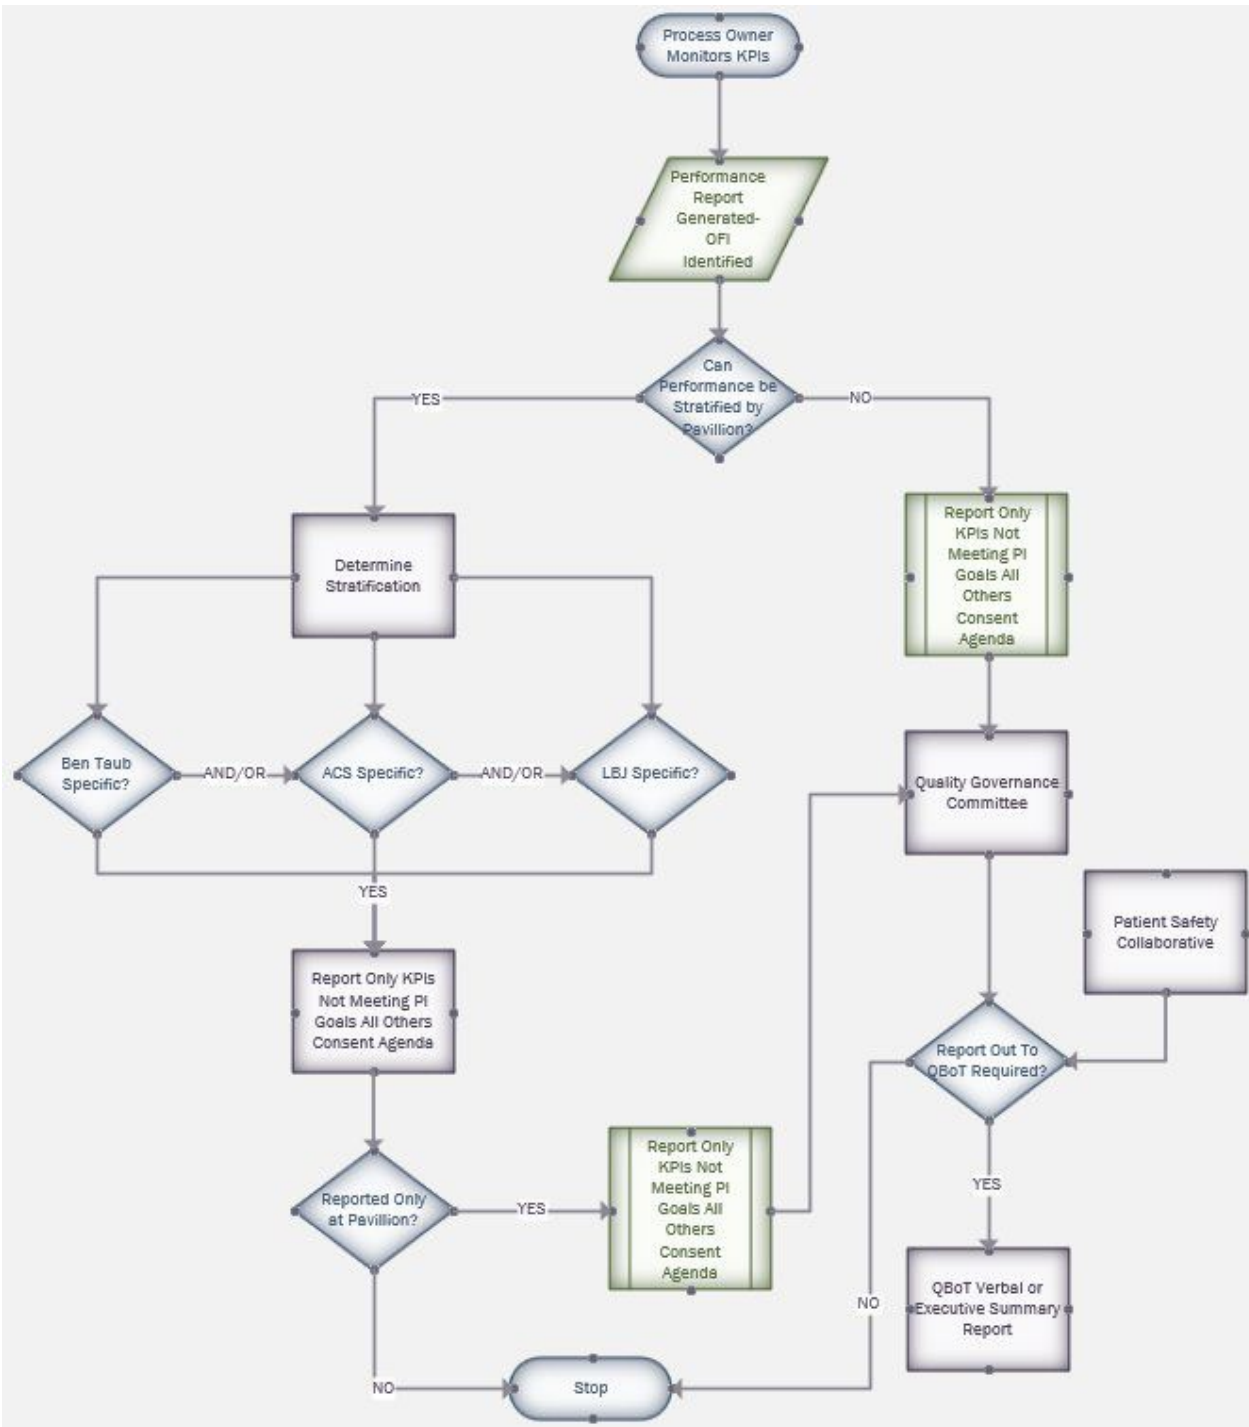 Process Owner
Monitors KPIs
Performance
Report
Generated-
OFI
Identified
Can
Performance be
Stratified by
Pavillion?
YES
NO
Report Only
KPIs Not
Meeting PI
Goals All
Others
Consent
Agenda
Determine
Stratification
Ben Taub
Specific?
AND/OR
ACS Specific?
AND/OR
LBJ Specific?
Quality Governance
Committee
YES
Patient Safety
Collaborative
Report Only KPIs
Not Meeting PI
Goals All Others
Consent Agenda
Report Out To
QBoT Required?
Reported Only
at Pavillion?
YES
Report Only
KPIs Not
Meeting PI
Goals All
Others
Consent
Agenda
YES
NO
QBoT Verbal or
Executive Summary
Report
NO
Stop